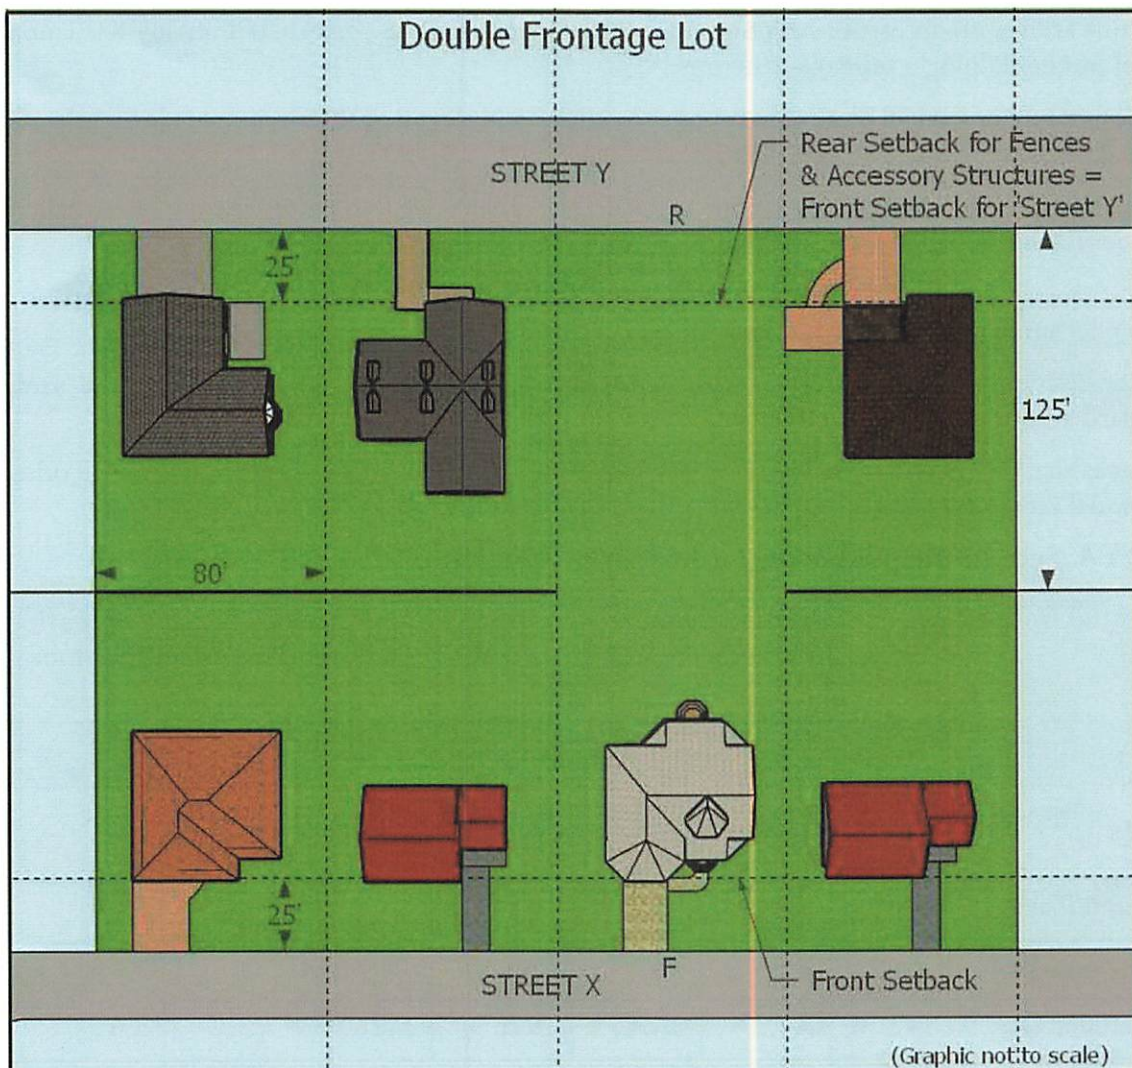 Double Frontage Lot
STREET Y
Rear Setback for Fences
& Accessory Structures =
Front Setback for 'Street Y'
R
25'
125'
80'
25'
F
STREET X
Front Setback
(Graphic not to scale)